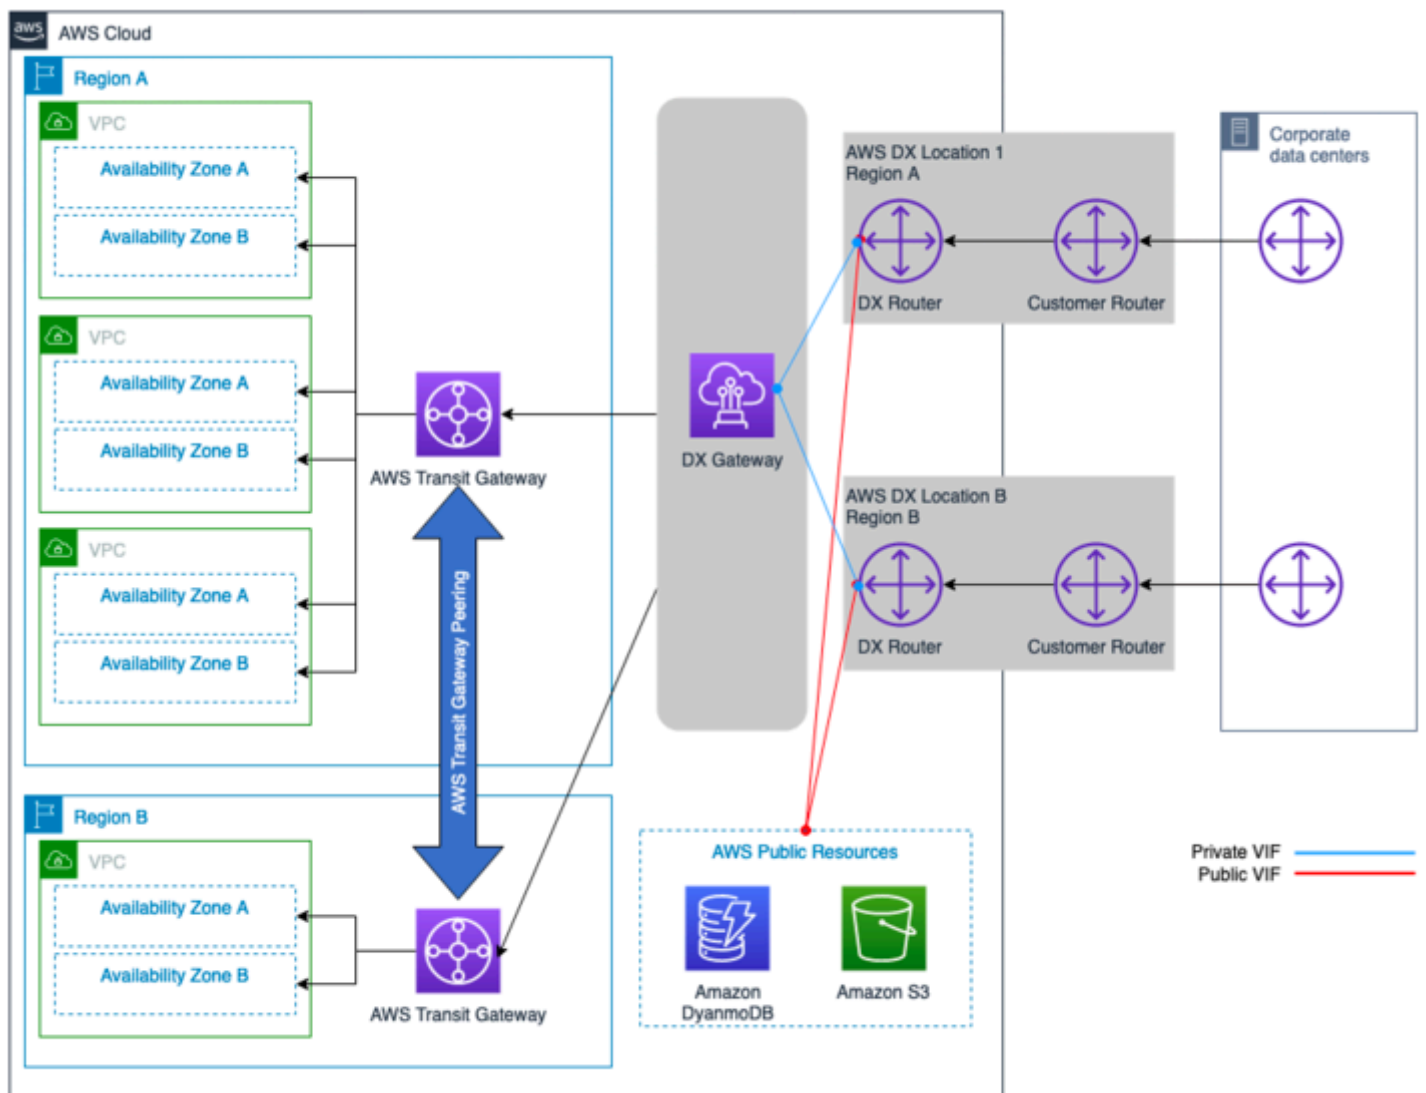 aws
AWS Cloud
Region A
VPC
Availability Zone A
Availability Zone B
VPC
Availability Zone A
Availability Zone B
VPC
Availability Zone A
Availability Zone B
AWS Transit Gateway
AWS Transit Gateway Peering
Region B
VPC
Availability Zone A
Availability Zone B
AWS Transit Gateway
DX Gateway
AWS DX Location 1
Region A
DX Router
Customer Router
AWS DX Location B
Region B
DX Router
Customer Router
Corporate
data centers
AWS Public Resources
Amazon
DyanmoDB
Amazon S3
Private VIF
Public VIF